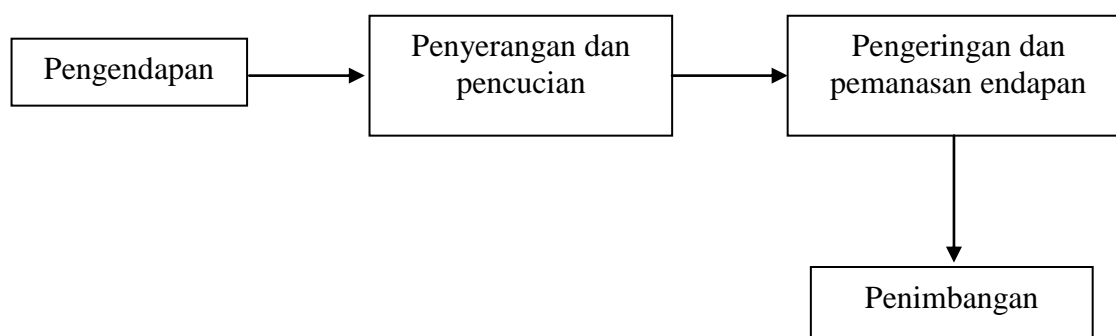 Pengendapan
Penyerangan dan
pencucian
Pengeringan dan
pemanasan endapan
Penimbangan